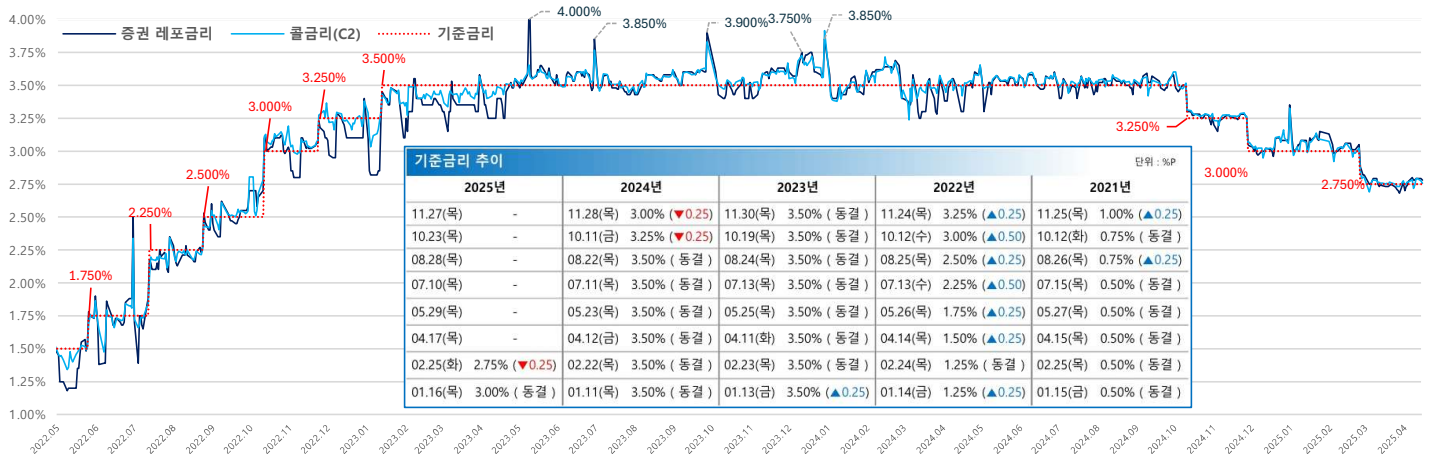 증권 레포금리 콜금리(C2) 기준금리
4.00%
3.75%
3.50%
3.25%
3.00%
2.75%
2.50%
2.25%
2.00%
1.75%
1.50%
1.25%
1.00%
1.750%
2.250%
2.500%
3.000%
3.250%
3.500%
4.000%
3.850%
3.900%
3.750%
3.850%
3.250%
3.000%
2.750%
기준금리 추이 단위 : %P
2025년 2024년 2023년 2022년 2021년
11.27(목) - 11.28(목) 3.00% (▼0.25) 11.30(목) 3.50% ( 동결 ) 11.24(목) 3.25% (▲0.25) 11.25(목) 1.00% (▲0.25)
10.23(목) - 10.11(금) 3.25% (▼0.25) 10.19(목) 3.50% ( 동결 ) 10.12(수) 3.00% (▲0.50) 10.12(화) 0.75% ( 동결 )
08.28(목) - 08.22(목) 3.50% ( 동결 ) 08.24(목) 3.50% ( 동결 ) 08.25(목) 2.50% (▲0.25) 08.26(목) 0.75% (▲0.25)
07.10(목) - 07.11(목) 3.50% ( 동결 ) 07.13(목) 3.50% ( 동결 ) 07.13(수) 2.25% (▲0.50) 07.15(목) 0.50% ( 동결 )
05.29(목) - 05.23(목) 3.50% ( 동결 ) 05.25(목) 3.50% ( 동결 ) 05.26(목) 1.75% (▲0.25) 05.27(목) 0.50% ( 동결 )
04.17(목) - 04.12(금) 3.50% ( 동결 ) 04.11(화) 3.50% ( 동결 ) 04.14(목) 1.50% (▲0.25) 04.15(목) 0.50% ( 동결 )
02.25(화) 2.75% (▼0.25) 02.22(목) 3.50% ( 동결 ) 02.23(목) 3.50% ( 동결 ) 02.24(목) 1.25% ( 동결 ) 02.25(목) 0.50% ( 동결 )
01.16(목) 3.00% ( 동결 ) 01.11(목) 3.50% ( 동결 ) 01.13(금) 3.50% (▲0.25) 01.14(금) 1.25% (▲0.25) 01.15(금) 0.50% ( 동결 )
2022.05 2022.06 2022.07 2022.08 2022.09 2022.10 2022.11 2022.12 2023.01 2023.02 2023.03 2023.04 2023.05 2023.06 2023.07 2023.08 2023.09 2023.10 2023.11 2023.12 2024.01 2024.02 2024.03 2024.04 2024.05 2024.06 2024.07 2024.08 2024.09 2024.10 2024.11 2024.12 2025.01 2025.02 2025.03 2025.04